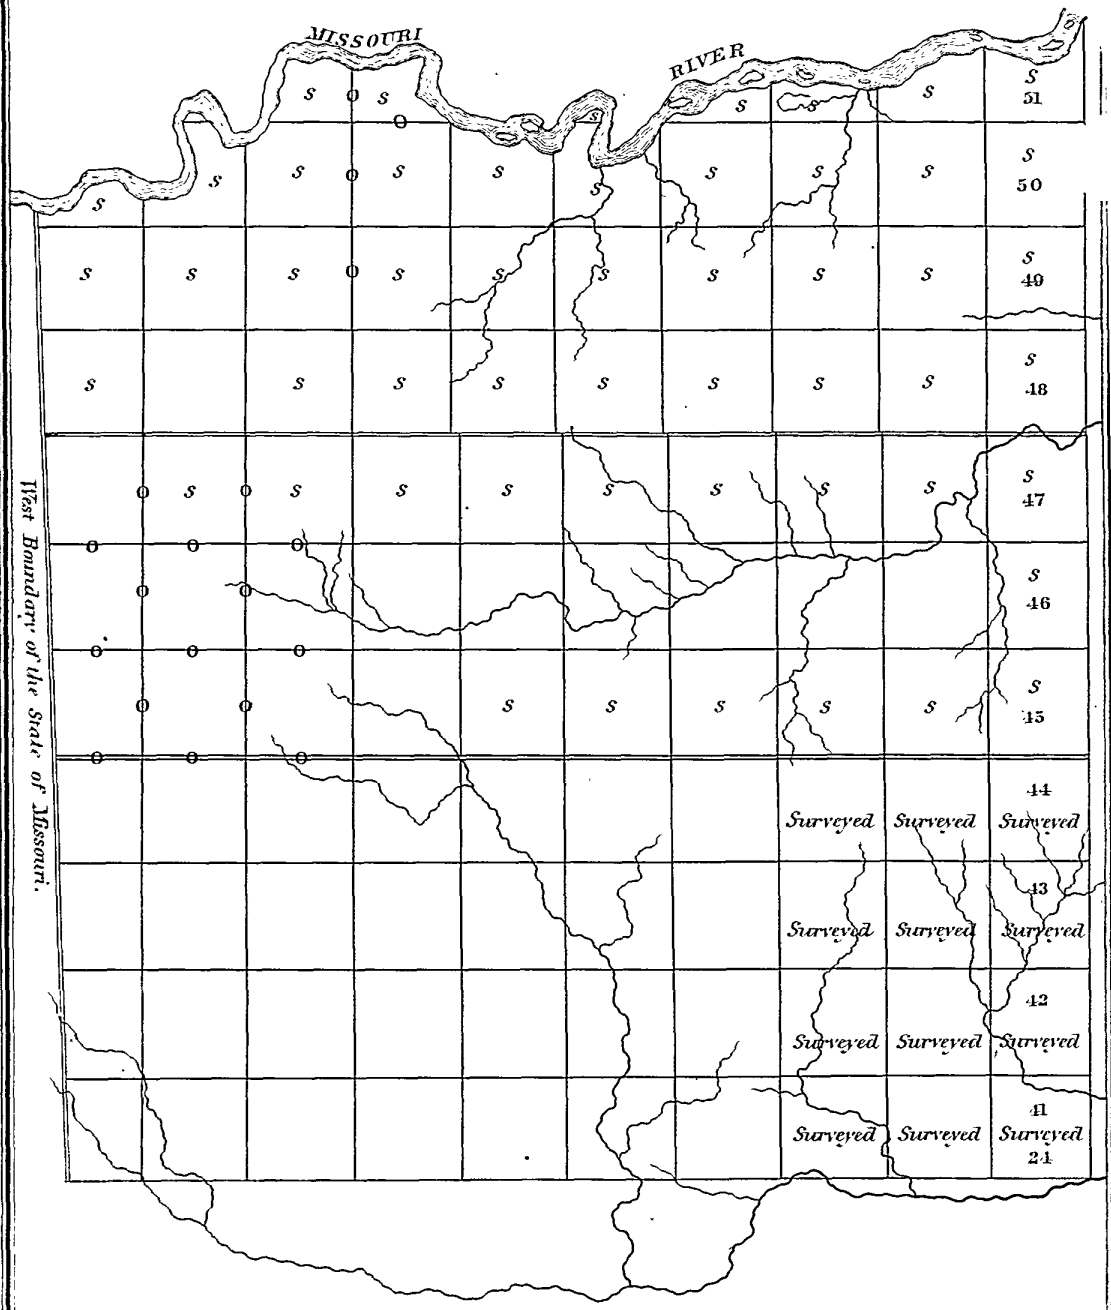 MISSOURI
RIVER
S O S S S S S S
51
O
S S S O S S S S S S S
50
S S S O S S S S S S S
49
S S S S S S S S S
48
O S O S S S S S S S S
47
O O O
O O S
46
O O O
O O S S S S S S
45
O O O
44
Surveyed Surveyed Surveyed
43
Surveyed Surveyed Surveyed
42
Surveyed Surveyed Surveyed
41
Surveyed Surveyed Surveyed
24
West Boundary of the State of Missouri.